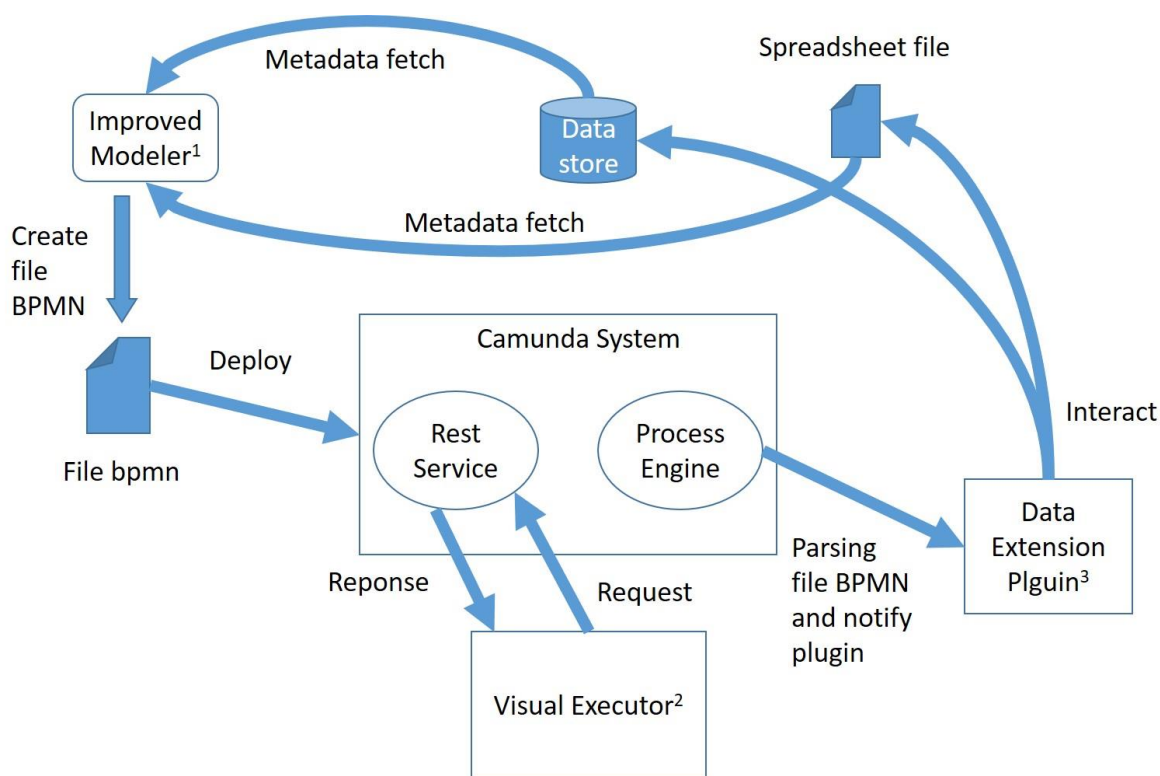 Metadata fetch
Spreadsheet file
Improved
Modeler¹
Data
store
Metadata fetch
Create
file
BPMN
Camunda System
Deploy
Rest
Service
Process
Engine
Interact
File bpmn
Data
Extension
Plguin³
Parsing
file BPMN
and notify
plugin
Reponse
Request
Visual Executor²